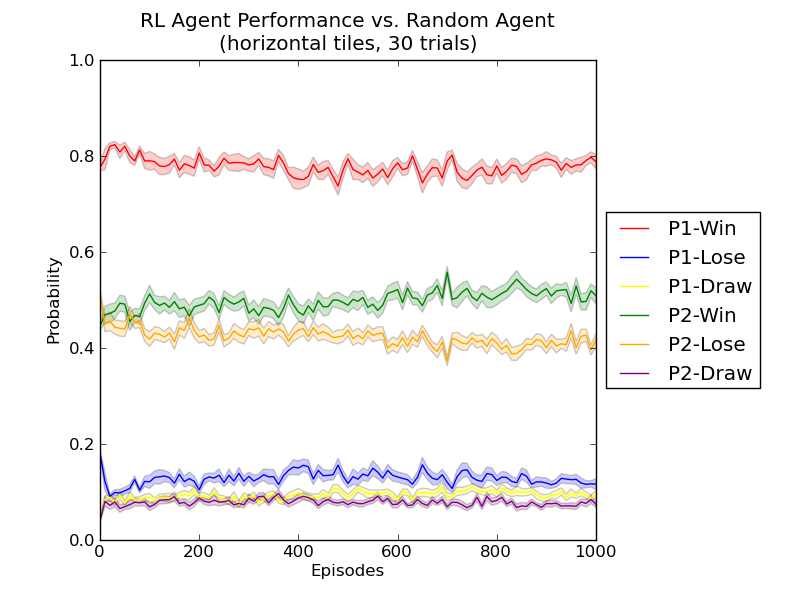 RL Agent Performance vs. Random Agent
(horizontal tiles, 30 trials)
1.0
0.8
0.6
0.4
0.2
0.0
Probability
0 200 400 600 800 1000
Episodes
P1-Win
P1-Lose
P1-Draw
P2-Win
P2-Lose
P2-Draw